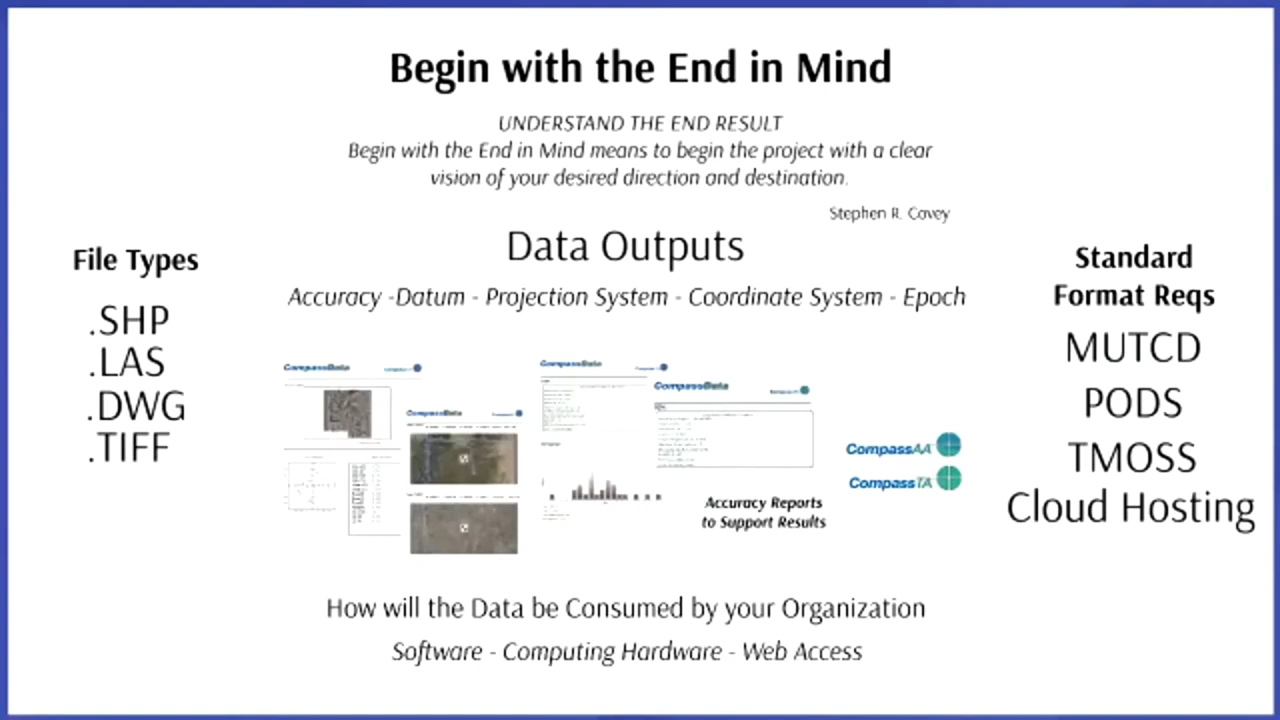 Begin with the End in Mind
UNDERSTAND THE END RESULT
Begin with the End in Mind means to begin the project with a clear
vision of your desired direction and destination.
Stephen R. Covey
File Types
.SHP
.LAS
.DWG
.TIFF
Data Outputs
Accuracy -Datum - Projection System - Coordinate System - Epoch
CompassData
CompassData
CompassData
CompassData
CompassAA
CompassTA
Accuracy Reports
to Support Results
Standard
Format Reqs
MUTCD
PODS
TMOSS
Cloud Hosting
How will the Data be Consumed by your Organization
Software - Computing Hardware - Web Access